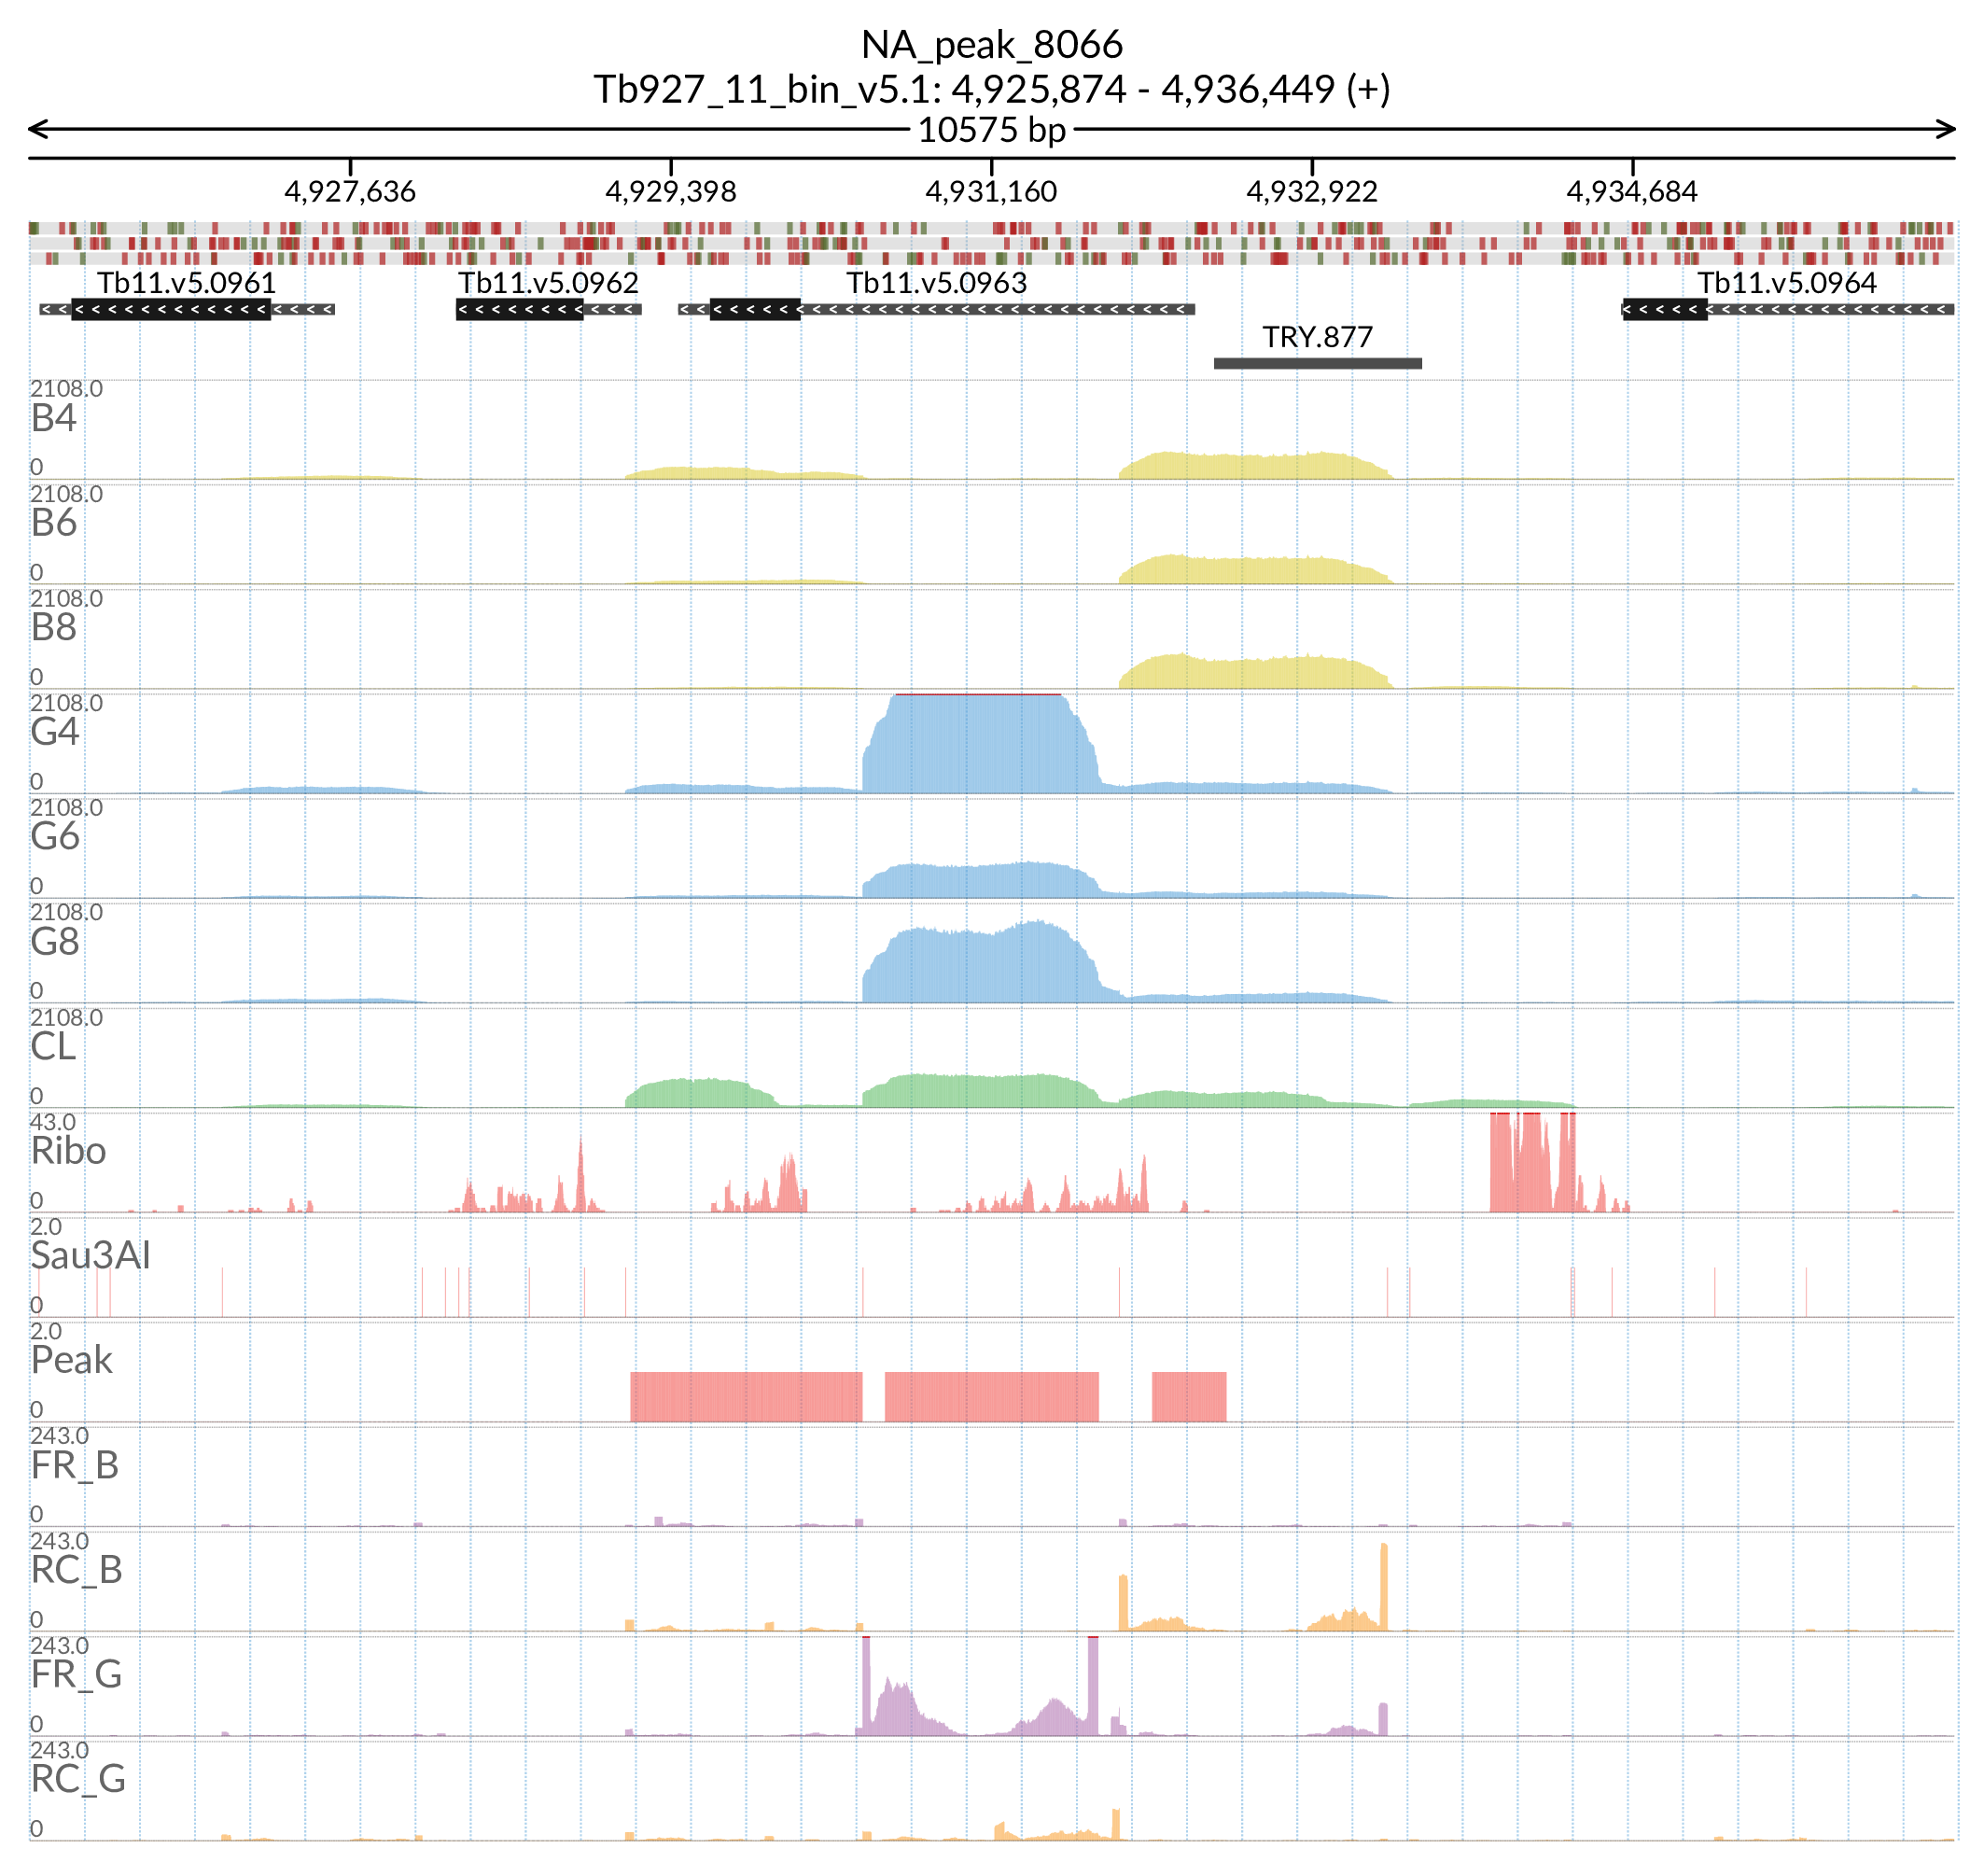 NA_peak_8066
Tb927_11_bin_v5.1: 4,925,874 - 4,936,449 (+)
10575 bp
4,927,636 4,929,398 4,931,160 4,932,922 4,934,684
Tb11.v5.0961 Tb11.v5.0962 Tb11.v5.0963 Tb11.v5.0964
TRY.877
2108.0
B4
0
2108.0
B6
0
2108.0
B8
0
2108.0
G4
0
2108.0
G6
0
2108.0
G8
0
2108.0
CL
0
43.0
Ribo
0
2.0
Sau3AI
0
2.0
Peak
0
243.0
FR_B
0
243.0
RC_B
0
243.0
FR_G
0
243.0
RC_G
0